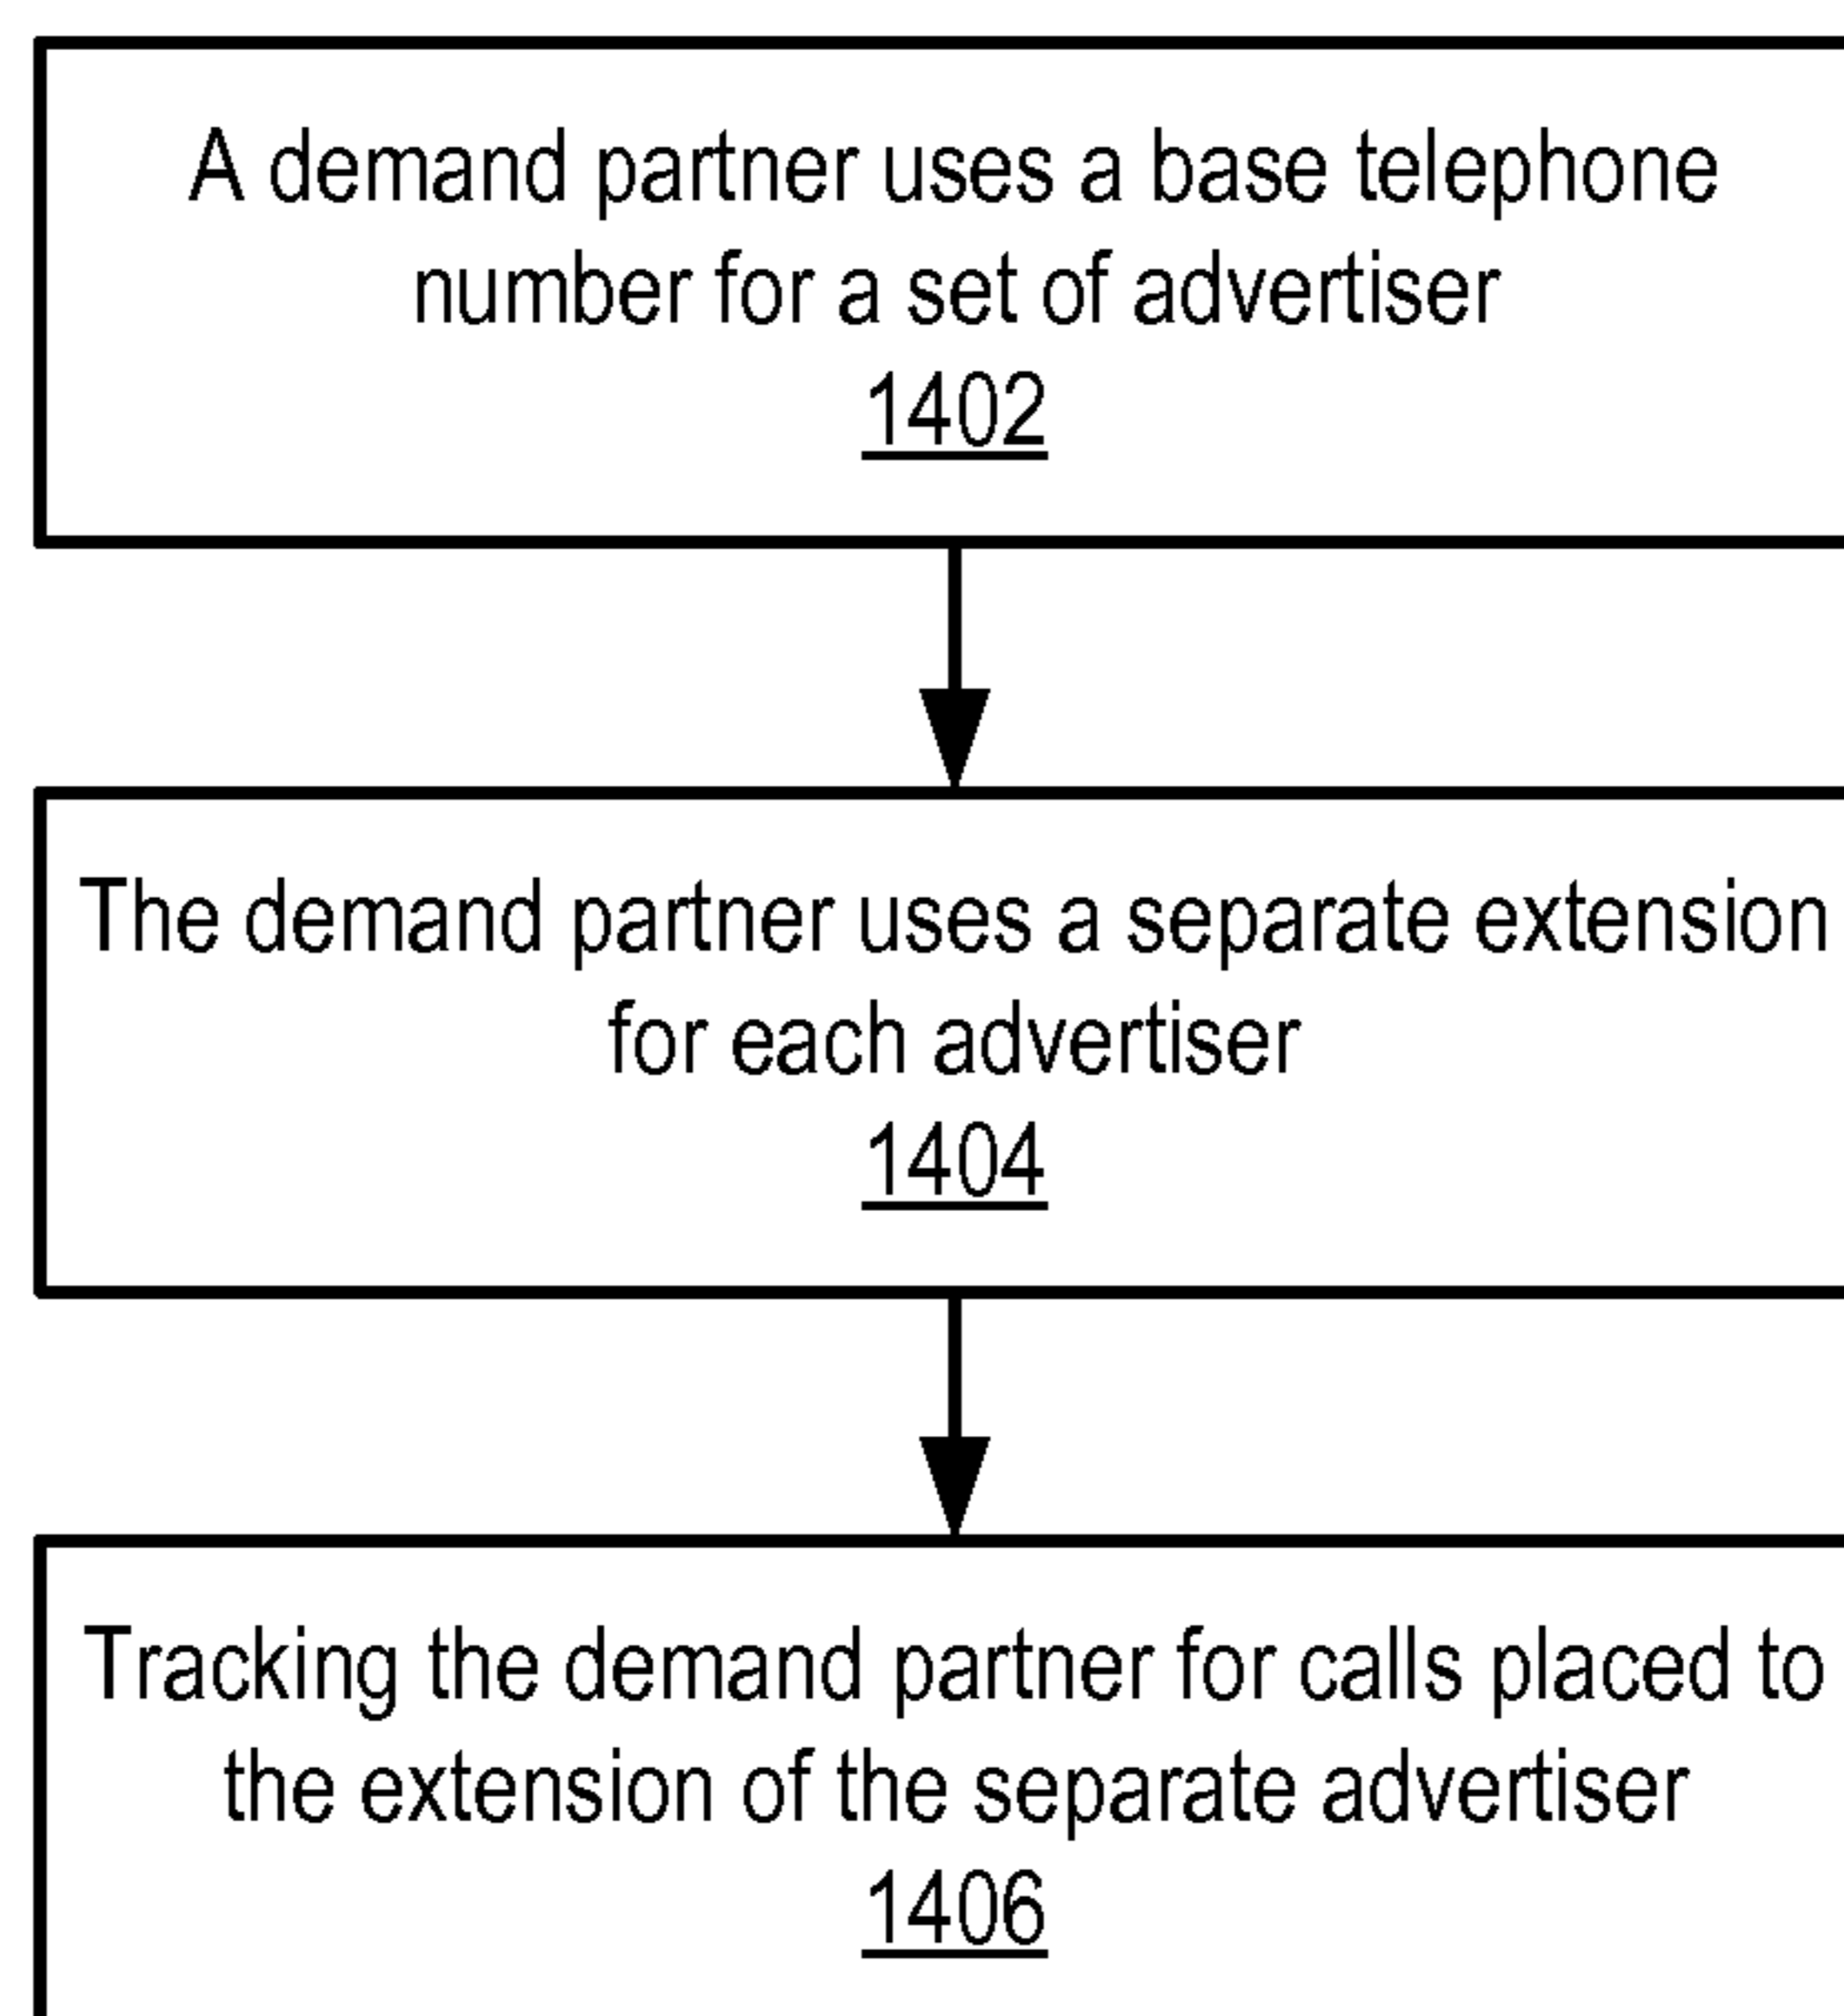 A demand partner uses a base telephone
number for a set of advertiser
1402
The demand partner uses a separate extension
for each advertiser
1404
Tracking the demand partner for calls placed to
the extension of the separate advertiser
1406